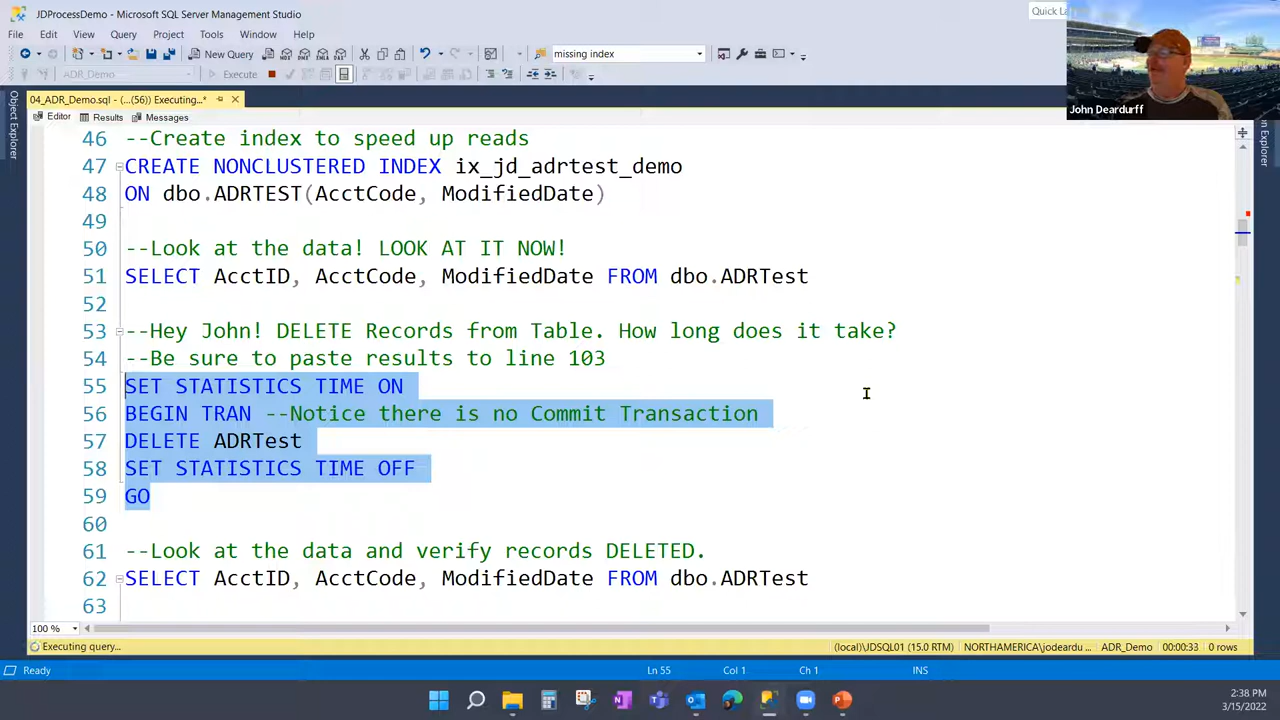 JDProcessDemo - Microsoft SQL Server Management Studio
Quick La
File Edit View Query Project Tools Window Help
New Query
missing index
ADR_Demo
Execute
04_ADR_Demo.sql - (...(56)) Executing...*
John Deardurff
Object Explorer
Editor Results Messages
46 --Create index to speed up reads
47 CREATE NONCLUSTERED INDEX ix_jd_adrtest_demo
48 ON dbo.ADRTEST(AcctCode, ModifiedDate)
49
50 --Look at the data! LOOK AT IT NOW!
51 SELECT AcctID, AcctCode, ModifiedDate FROM dbo.ADRTest
52
53 --Hey John! DELETE Records from Table. How long does it take?
54 --Be sure to paste results to line 103
55 SET STATISTICS TIME ON
56 BEGIN TRAN --Notice there is no Commit Transaction
57 DELETE ADRTest
58 SET STATISTICS TIME OFF
59 GO
60
61 --Look at the data and verify records DELETED.
62 SELECT AcctID, AcctCode, ModifiedDate FROM dbo.ADRTest
63
100 %
Executing query...
(local)\JDSQL01 (15.0 RTM) NORTHAMERICA\jodeardu ... ADR_Demo 00:00:33 0 rows
Ready
Ln 55 Col 1 Ch 1 INS
2:38 PM
3/15/2022